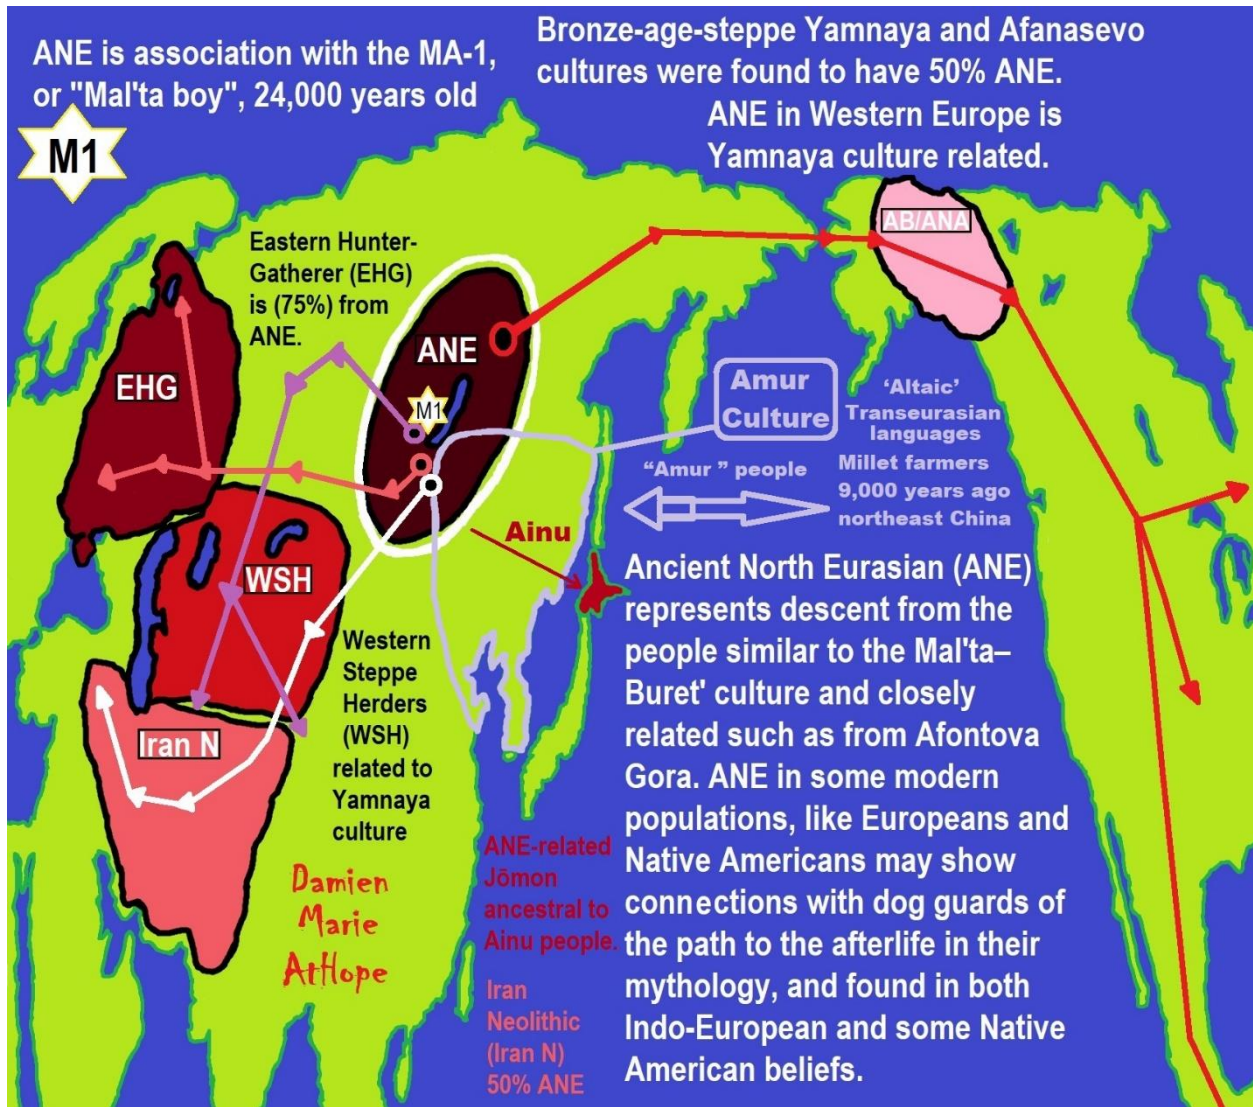 ANE is association with the MA-1,
or "Mal'ta boy", 24,000 years old
M1
Bronze-age-steppe Yamnaya and Afanasevo
cultures were found to have 50% ANE.
ANE in Western Europe is
Yamnaya culture related.
AB/ANA
Eastern Hunter-
Gatherer (EHG)
is (75%) from
ANE.
ANE
EHG
M1
Amur
Culture
'Altaic'
Transeurasian
languages
Millet farmers
9,000 years ago
northeast China
"Amur" people
Ainu
WSH
Western
Steppe
Herders
(WSH)
related to
Yamnaya
culture
Iran N
Ancient North Eurasian (ANE)
represents descent from the
people similar to the Mal'ta–
Buret' culture and closely
related such as from Afontova
Gora. ANE in some modern
populations, like Europeans and
Native Americans may show
connections with dog guards of
the path to the afterlife in their
mythology, and found in both
Indo-European and some Native
American beliefs.
ANE-related
Jōmon
ancestral to
Ainu people.
Iran
Neolithic
(Iran N)
50% ANE
Damien
Marie
AtHope